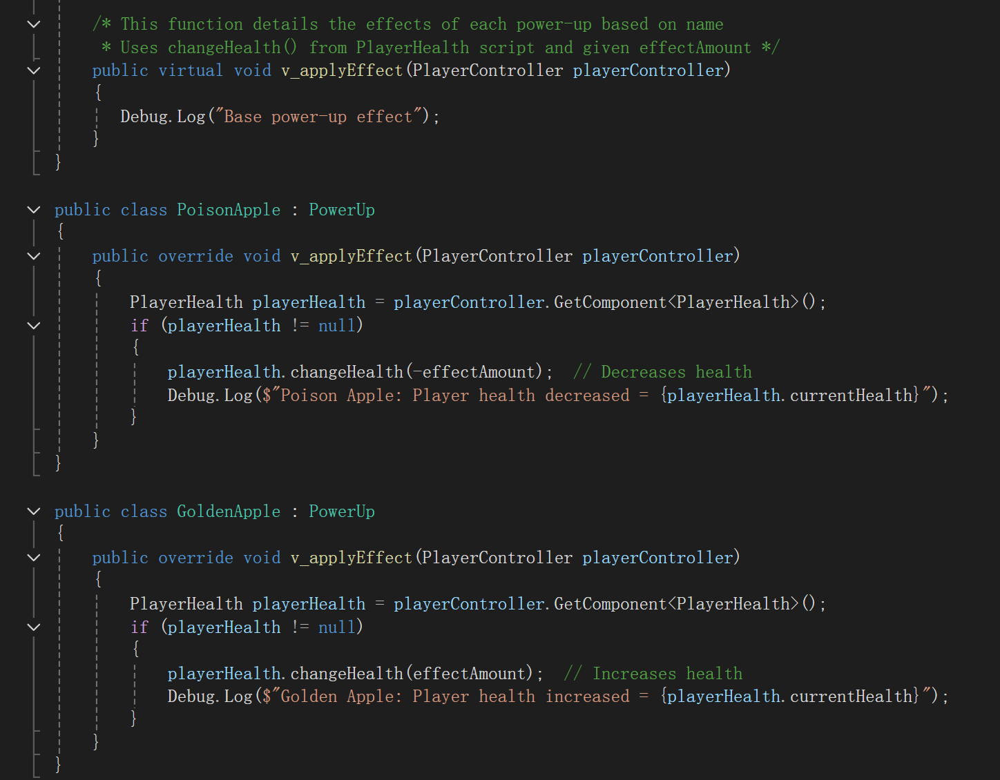 /* This function details the effects of each power-up based on name
* Uses changeHealth() from PlayerHealth script and given effectAmount */
public virtual void v_applyEffect(PlayerController playerController)
{
Debug.Log("Base power-up effect");
}
}
public class PoisonApple : PowerUp
{
public override void v_applyEffect(PlayerController playerController)
{
PlayerHealth playerHealth = playerController.GetComponent<PlayerHealth>();
if (playerHealth != null)
{
playerHealth.changeHealth(-effectAmount);  // Decreases health
Debug.Log($"Poison Apple: Player health decreased = {playerHealth.currentHealth}");
}
}
}
public class GoldenApple : PowerUp
{
public override void v_applyEffect(PlayerController playerController)
{
PlayerHealth playerHealth = playerController.GetComponent<PlayerHealth>();
if (playerHealth != null)
{
playerHealth.changeHealth(effectAmount);  // Increases health
Debug.Log($"Golden Apple: Player health increased = {playerHealth.currentHealth}");
}
}
}